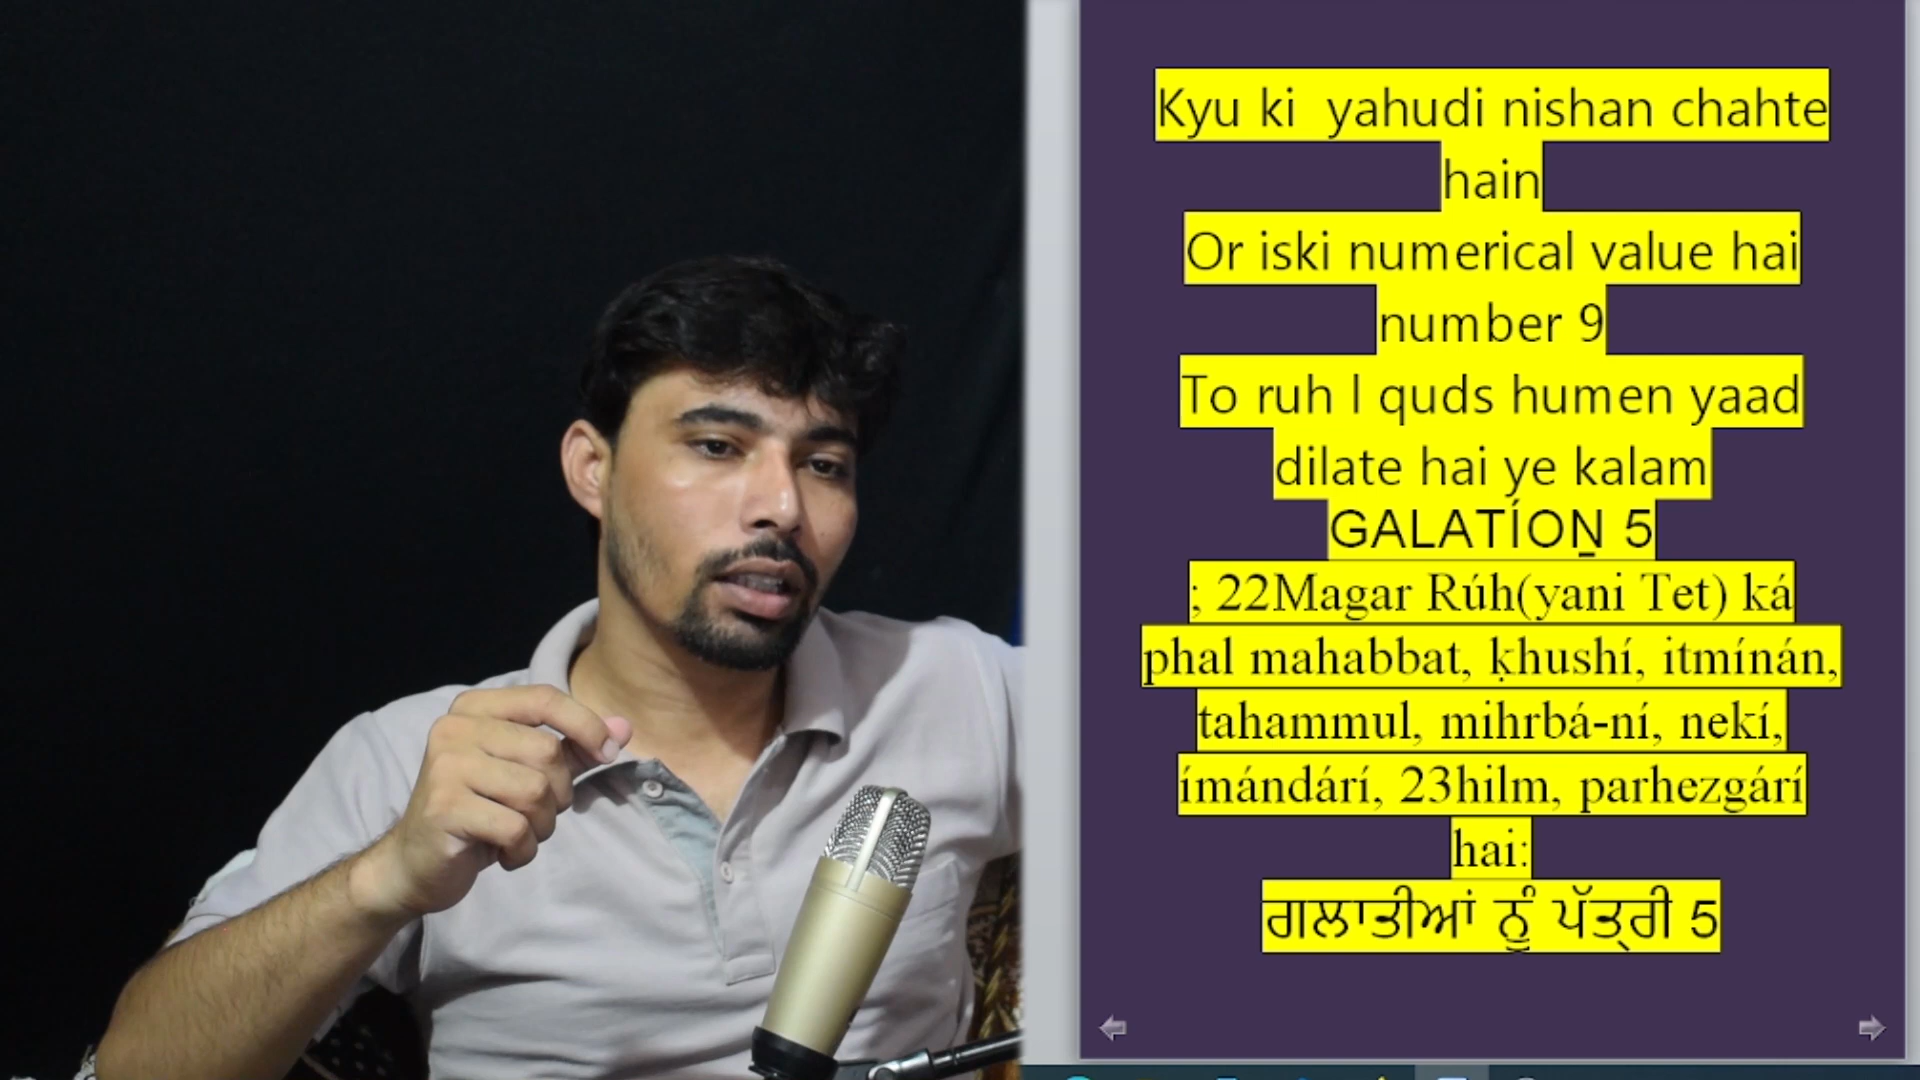 Kyu ki  yahudi nishan chahte
hain
Or iski numerical value hai
number 9
To ruh l quds humen yaad
dilate hai ye kalam
GALATÍOṈ 5
; 22Magar Rúh(yani Tet) ká
phal mahabbat, ḳhushí, itmínán,
tahammul, mihrbá-ní, nekí,
ímándárí, 23hilm, parhezgárí
hai:
ਗਲਾਤੀਆਂ ਨੂੰ ਪੱਤ੍ਰੀ 5